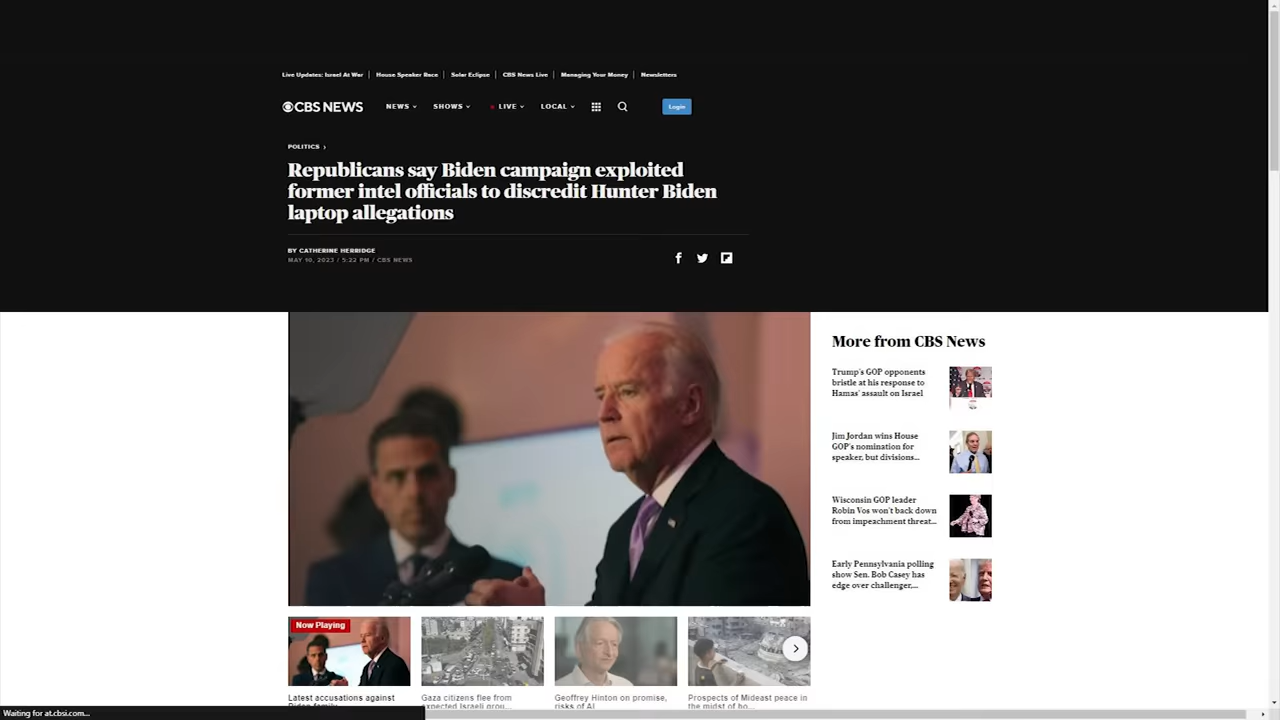 Live Updates: Israel At War
House Speaker Race
Solar Eclipse
CBS News Live
Managing Your Money
Newsletters
CBS NEWS
NEWS
SHOWS
LIVE
LOCAL
Login
POLITICS
Republicans say Biden campaign exploited
former intel officials to discredit Hunter Biden
laptop allegations
BY CATHERINE HERRIDGE
MAY 10, 2023 / 5:22 PM / CBS NEWS
More from CBS News
Trump's GOP opponents
bristle at his response to
Hamas' assault on Israel
Jim Jordan wins House
GOP's nomination for
speaker, but divisions...
Wisconsin GOP leader
Robin Vos won't back down
from impeachment threat...
Early Pennsylvania polling
show Sen. Bob Casey has
edge over challenger,...
Now Playing
Latest accusations against
Biden family
Gaza citizens flee from
expected Israeli grou...
Geoffrey Hinton on promise,
risks of AI
Prospects of Mideast peace in
the midst of ho...
Waiting for at.cbsi.com...